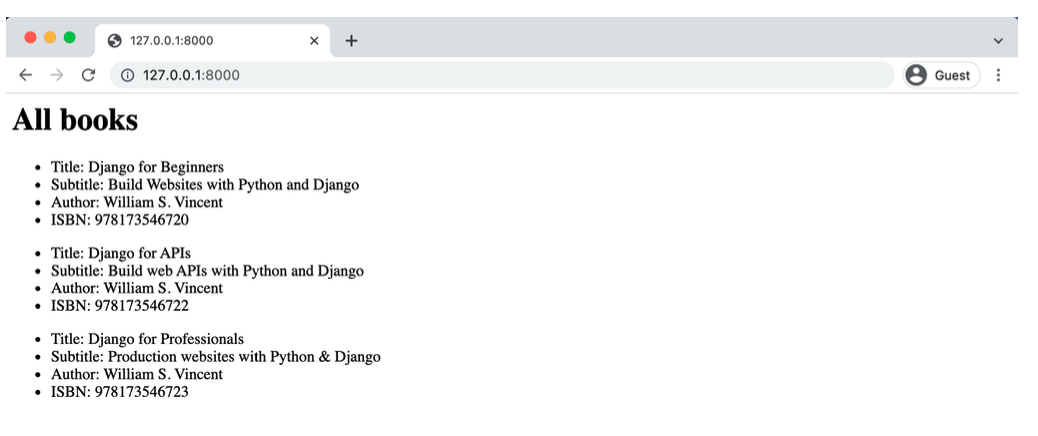 127.0.0.1:8000
127.0.0.1:8000
Guest
All books
Title: Django for Beginners
Subtitle: Build Websites with Python and Django
Author: William S. Vincent
ISBN: 978173546720
Title: Django for APIs
Subtitle: Build web APIs with Python and Django
Author: William S. Vincent
ISBN: 978173546722
Title: Django for Professionals
Subtitle: Production websites with Python & Django
Author: William S. Vincent
ISBN: 978173546723